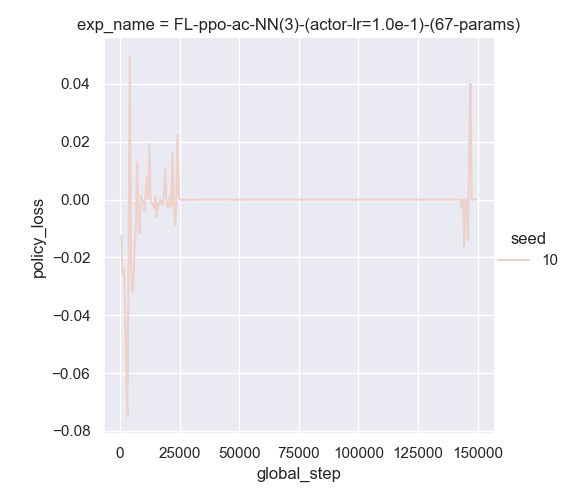 exp_name = FL-ppo-ac-NN(3)-(actor-lr=1.0e-1)-(67-params)
0.04
0.02
0.00
−0.02
−0.04
−0.06
−0.08
policy_loss
seed
10
0 25000 50000 75000 100000 125000 150000
global_step